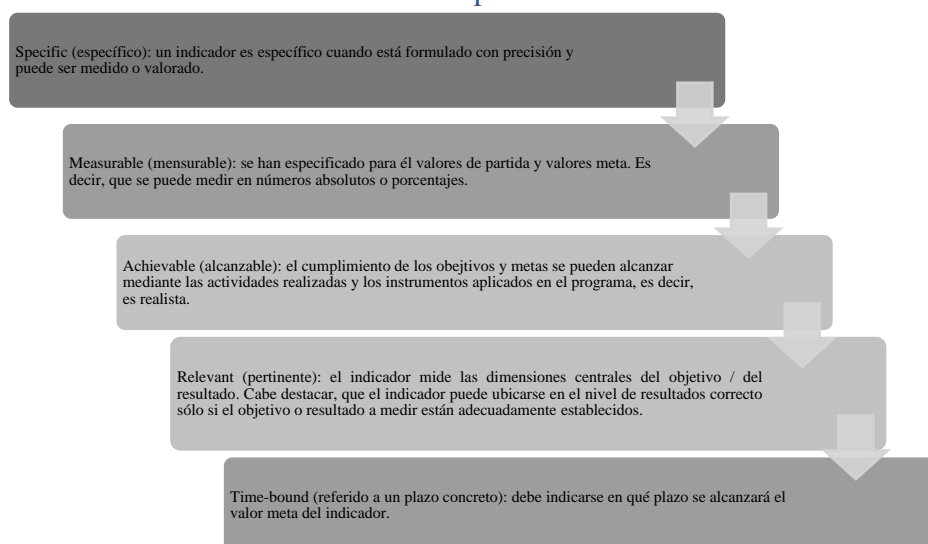 Specific (específico): un indicador es específico cuando está formulado con precisión y
puede ser medido o valorado.
Measurable (mensurable): se han especificado para él valores de partida y valores meta. Es
decir, que se puede medir en números absolutos o porcentajes.
Achievable (alcanzable): el cumplimiento de los obejtivos y metas se pueden alcanzar
mediante las actividades realizadas y los instrumentos aplicados en el programa, es decir,
es realista.
Relevant (pertinente): el indicador mide las dimensiones centrales del objetivo / del
resultado. Cabe destacar, que el indicador puede ubicarse en el nivel de resultados correcto
sólo si el objetivo o resultado a medir están adecuadamente establecidos.
Time-bound (referido a un plazo concreto): debe indicarse en qué plazo se alcanzará el
valor meta del indicador.